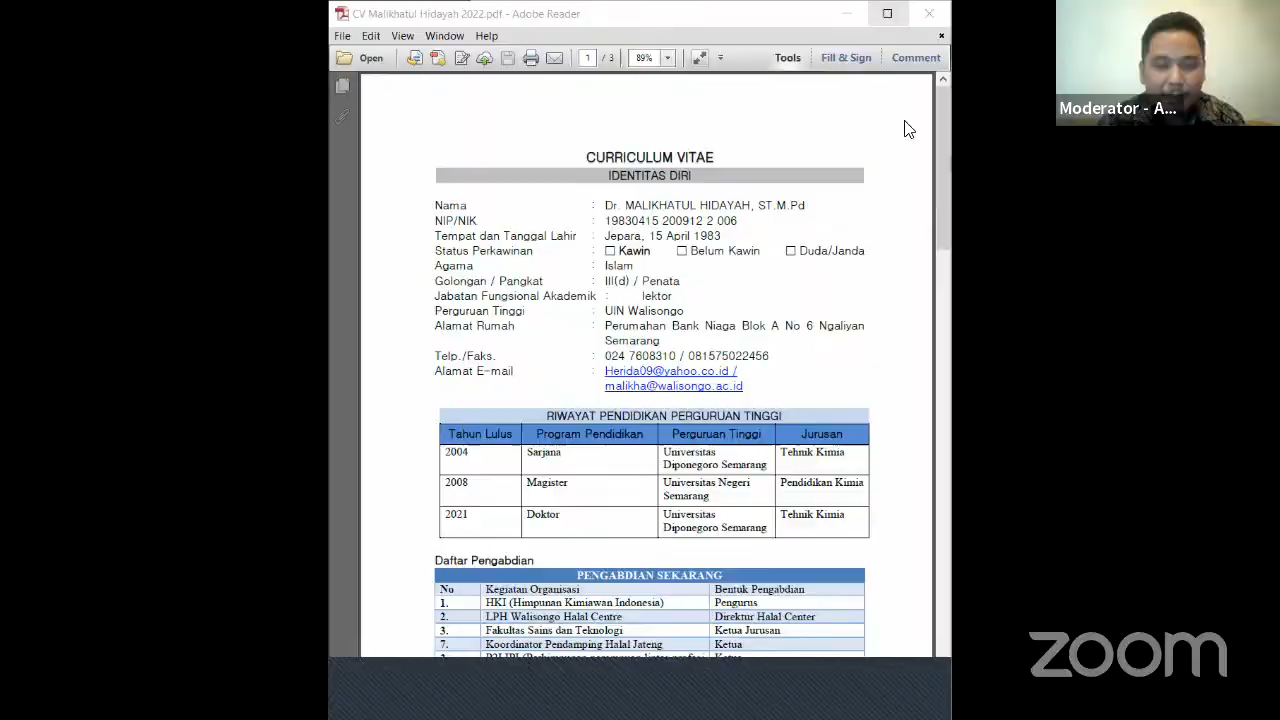 CV Malikhatul Hidayah 2022.pdf - Adobe Reader
File Edit View Window Help
Open 1 / 3 89% Tools Fill & Sign Comment
Moderator - A...
CURRICULUM VITAE
IDENTITAS DIRI
Nama : Dr. MALIKHATUL HIDAYAH, ST.M.Pd
NIP/NIK : 19830415 200912 2 006
Tempat dan Tanggal Lahir : Jepara, 15 April 1983
Status Perkawinan : ☐ Kawin ☐ Belum Kawin ☐ Duda/Janda
Agama : Islam
Golongan / Pangkat : III(d) / Penata
Jabatan Fungsional Akademik : lektor
Perguruan Tinggi : UIN Walisongo
Alamat Rumah : Perumahan Bank Niaga Blok A No 6 Ngaliyan
Semarang
Telp./Faks. : 024 7608310 / 081575022456
Alamat E-mail : Herida09@yahoo.co.id /
malikha@walisongo.ac.id
RIWAYAT PENDIDIKAN PERGURUAN TINGGI
Tahun Lulus Program Pendidikan Perguruan Tinggi Jurusan
2004 Sarjana Universitas Tehnik Kimia
Diponegoro Semarang
2008 Magister Universitas Negeri Pendidikan Kimia
Semarang
2021 Doktor Universitas Tehnik Kimia
Diponegoro Semarang
Daftar Pengabdian
PENGABDIAN SEKARANG
No Kegiatan Organisasi Bentuk Pengabdian
1. HKI (Himpunan Kimiawan Indonesia) Pengurus
2. LPH Walisongo Halal Centre Direktur Halal Center
3. Fakultas Sains dan Teknologi Ketua Jurusan
7. Koordinator Pendamping Halal Jateng Ketua
zoom